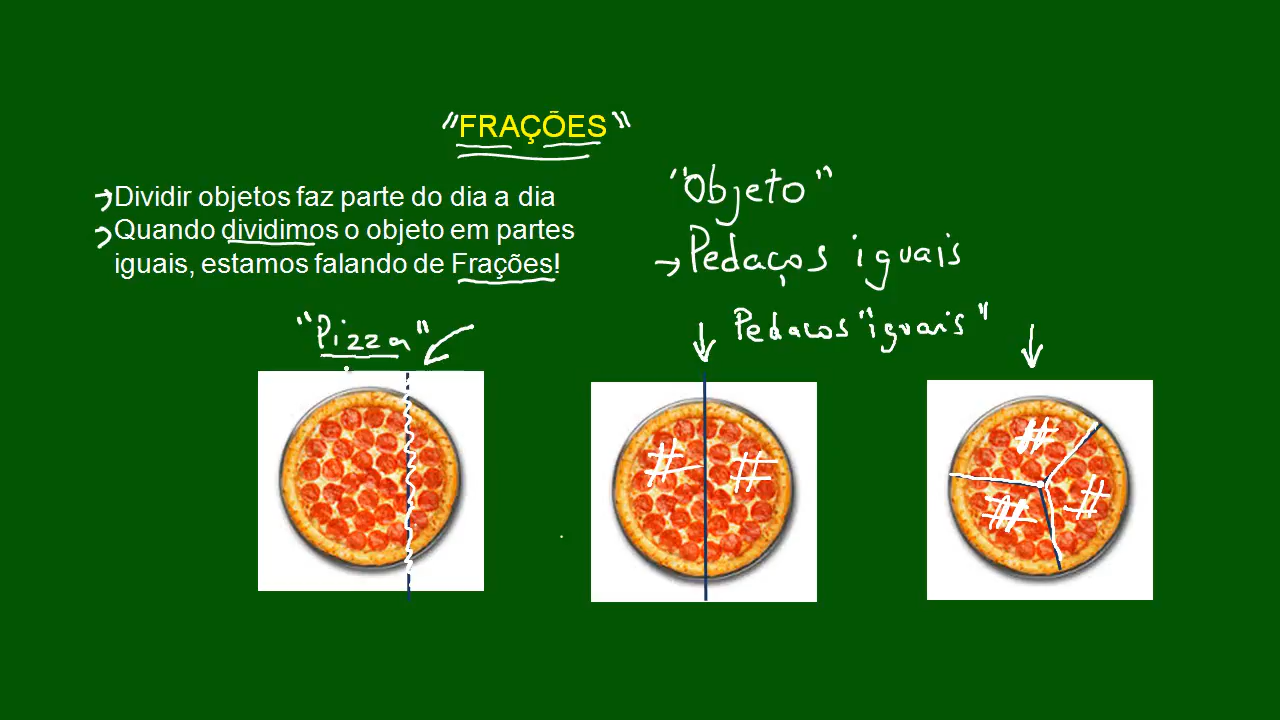 "FRAÇÕES"
Dividir objetos faz parte do dia a dia
Quando dividimos o objeto em partes
iguais, estamos falando de Frações!
"Objeto"
Pedaços iguais
Pedacos "iguais"
"Pizza"